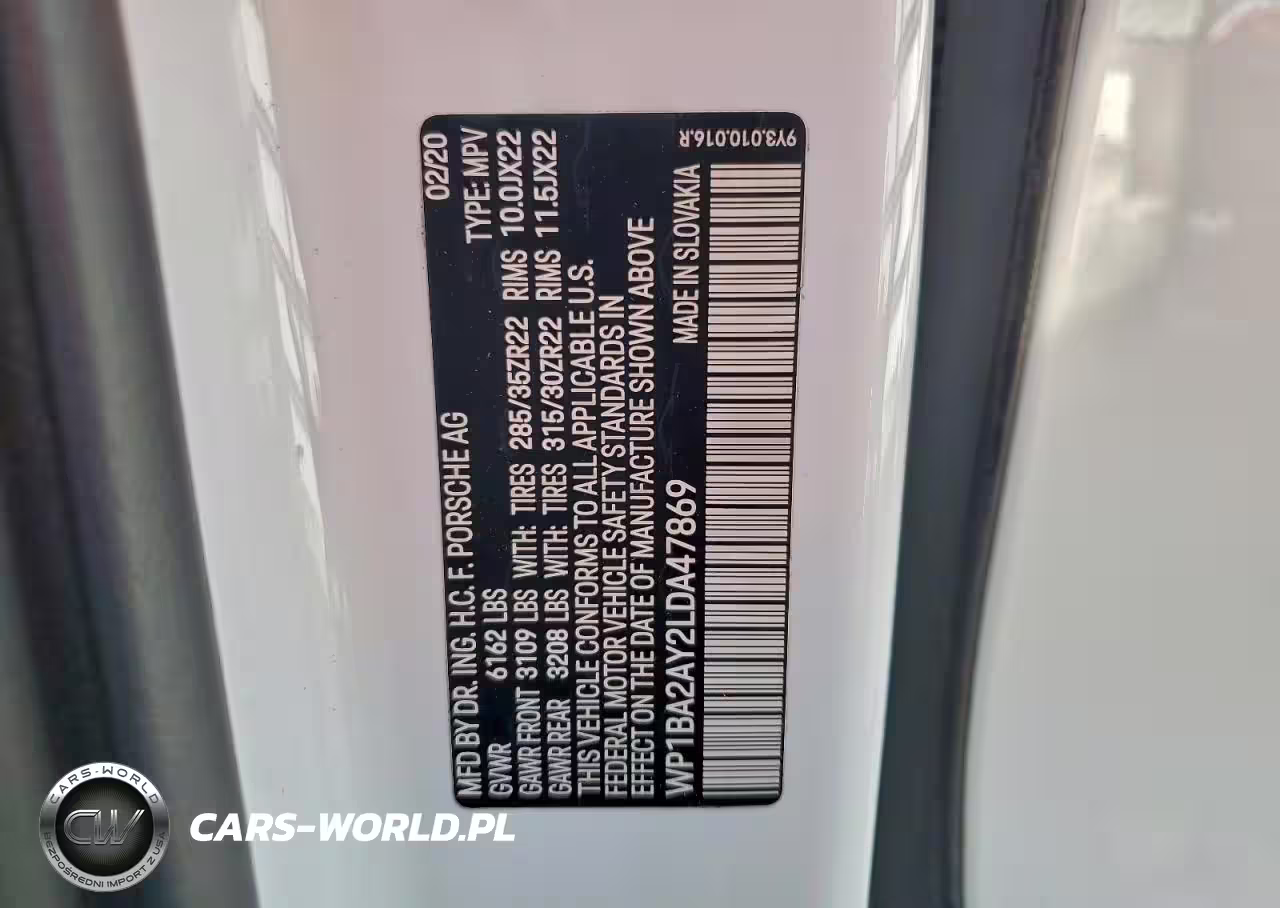 MFD BY DR. ING. H.C. F. PORSCHE AG 02/20
GVWR 6162 LBS TYPE: MPV
GAWR FRONT 3109 LBS WITH: TIRES 285/35ZR22 RIMS 10.0JX22
GAWR REAR 3208 LBS WITH: TIRES 315/30ZR22 RIMS 11.5JX22
THIS VEHICLE CONFORMS TO ALL APPLICABLE U.S.
FEDERAL MOTOR VEHICLE SAFETY STANDARDS IN
EFFECT ON THE DATE OF MANUFACTURE SHOWN ABOVE
WP1BA2AY2LDA47869 MADE IN SLOVAKIA
9Y3.010.016.R
CARS-WORLD
CW
BEZPOŚREDNI IMPORT Z USA
CARS-WORLD.PL